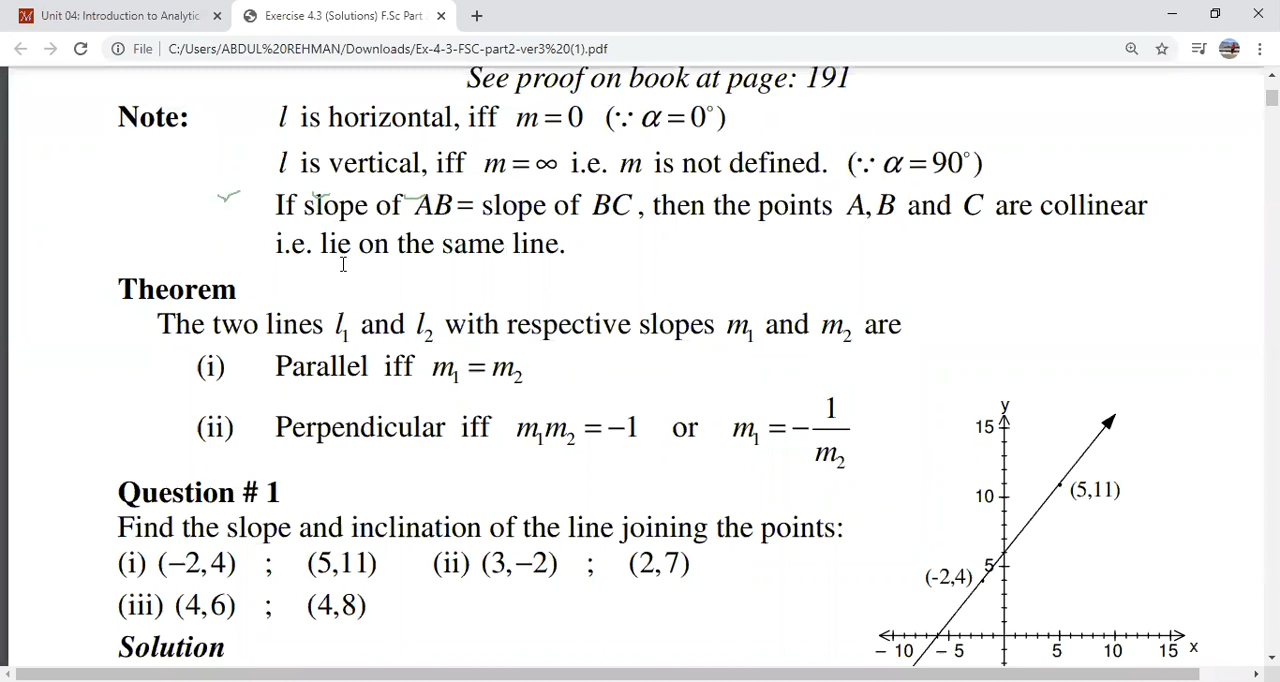 Unit 04: Introduction to Analytic
Exercise 4.3 (Solutions) F.Sc Part
File | C:/Users/ABDUL%20REHMAN/Downloads/Ex-4-3-FSC-part2-ver3%20(1).pdf
See proof on book at page: 191
Note: l is horizontal, iff m = 0 (∵ α = 0°)
l is vertical, iff m = ∞ i.e. m is not defined. (∵ α = 90°)
If slope of AB = slope of BC, then the points A, B and C are collinear
i.e. lie on the same line.
Theorem
The two lines l₁ and l₂ with respective slopes m₁ and m₂ are
(i) Parallel iff m₁ = m₂
(ii) Perpendicular iff m₁m₂ = −1 or m₁ = −1/m₂
Question # 1
Find the slope and inclination of the line joining the points:
(i) (−2,4) ; (5,11) (ii) (3,−2) ; (2,7)
(iii) (4,6) ; (4,8)
Solution
y
15
(5,11)
10
5
(-2,4)
− 10 − 5 5 10 15 x